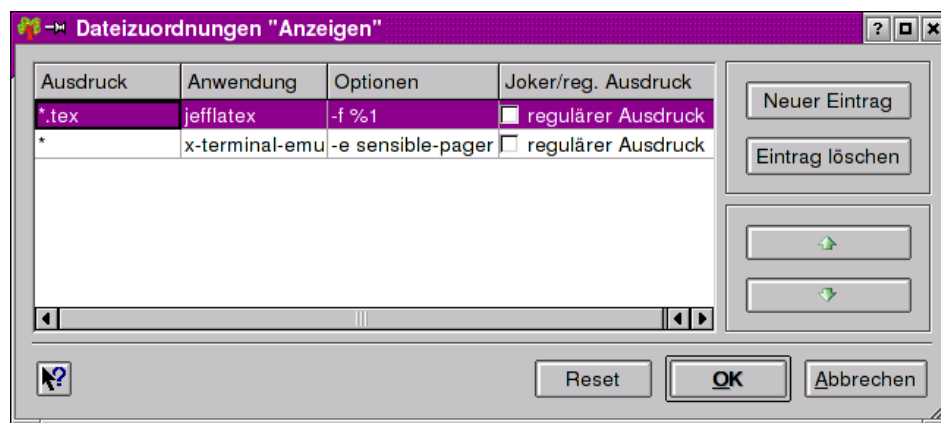 Dateizuordnungen "Anzeigen"
Ausdruck Anwendung Optionen Joker/reg. Ausdruck
*.tex jefflatex -f %1 regulärer Ausdruck
* x-terminal-emu -e sensible-pager regulärer Ausdruck
Neuer Eintrag
Eintrag löschen
Reset OK Abbrechen